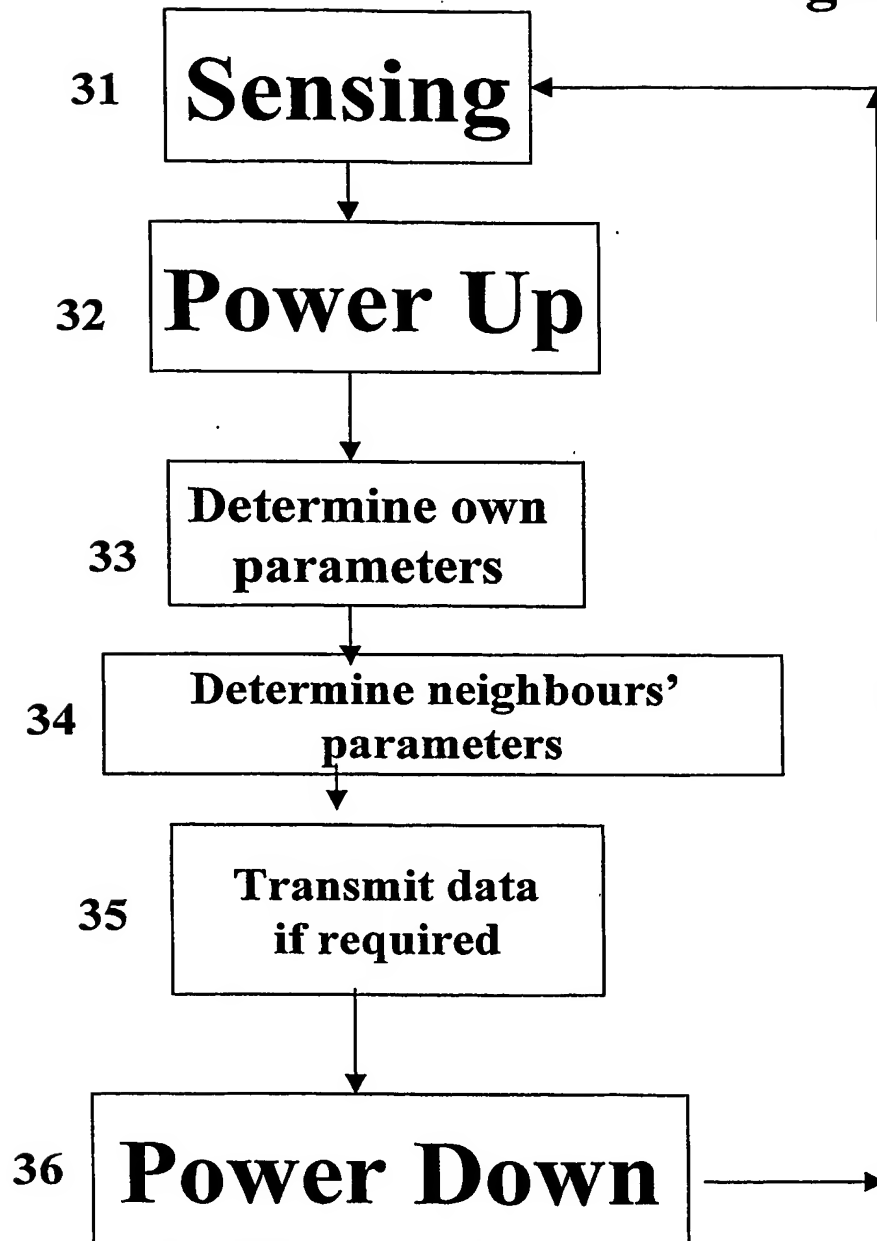 31
Sensing
32
Power Up
33
Determine own
parameters
34
Determine neighbours’
parameters
35
Transmit data
if required
36
Power Down